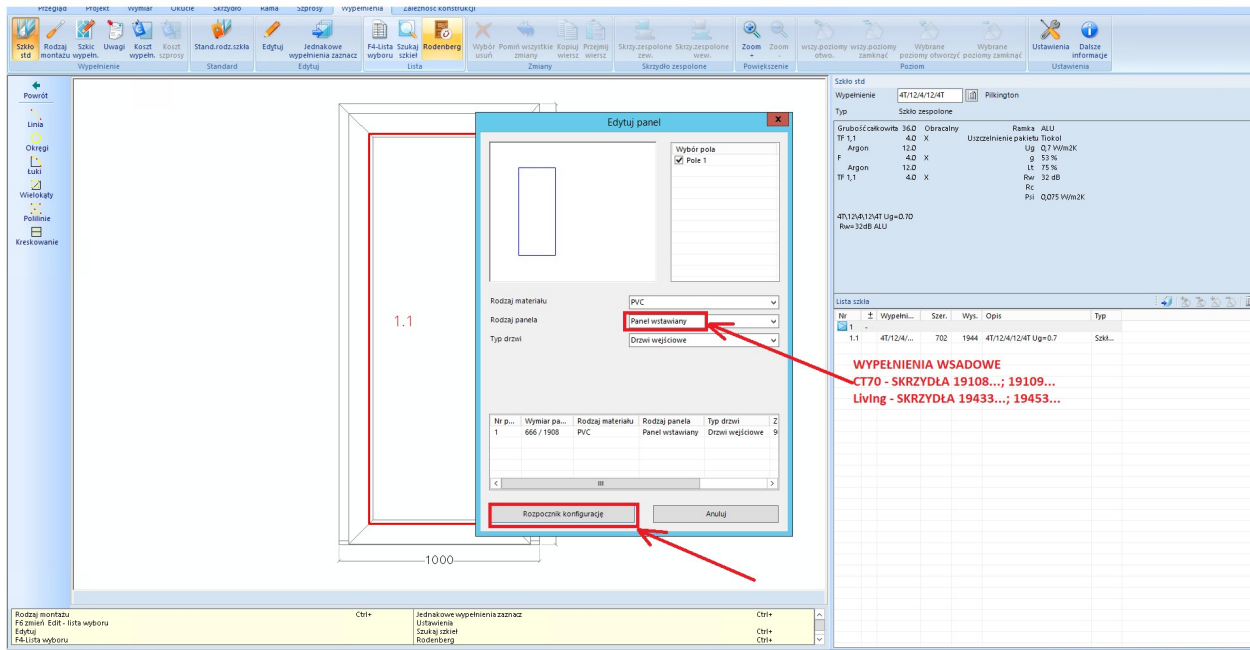 Przegląd Projekt Wymiar Okucie Skrzydło Rama Szprosy Wypełnienia Zależność konstrukcji
Szkło std
Rodzaj montażu
Szkic wypełn.
Uwagi
Koszt wypełn.
Koszt szprosy
Stand.rodz.szkła
Edytuj
Jednakowe wypełnienia zaznacz
F4-Lista wyboru
Szukaj szkieł
Rodenberg
Wybór usuń
Pomiń wszystkie zmiany
Kopiuj wiersz
Przejmij wiersz
Skrzy.zespolone zew.
Skrzy.zespolone wew.
Zoom +
Zoom -
wszy.poziomy otwo.
wszy.poziomy zamknąć
Wybrane poziomy otworzyć
Wybrane poziomy zamknąć
Ustawienia
Dalsze informacje
Wypełnienie Standard Edytuj Lista Zmiany Skrzydło zespolone Powiększenie Poziom Ustawienia
Powrót
Linia
Okręgi
Łuki
Wielokąty
Polilinie
Kreskowanie
1.1
1000
Edytuj panel
x
Wybór pola
Pole 1
Rodzaj materiału PVC
Rodzaj panela Panel wstawiany
Typ drzwi Drzwi wejściowe
Nr p... Wymiar pa... Rodzaj materiału Rodzaj panela Typ drzwi Z
1 666 / 1908 PVC Panel wstawiany Drzwi wejściowe 9
Rozpocznik konfigurację Anuluj
Szkło std
Wypełnienie 4T/12/4/12/4T Pilkington
Typ Szkło zespolone
Grubość całkowita 36.0 Obracalny Ramka ALU
TF 1,1 4.0 X Uszczelnienie pakietu Tiokol
Argon 12.0 Ug 0,7 W/m2K
F 4.0 X g 53 %
Argon 12.0 Lt 75 %
TF 1,1 4.0 X Rw 32 dB
Rc
Psi 0,075 W/m2K
4T\12\4\12\4T Ug=0.70
Rw=32dB ALU
Lista szkła
Nr ± Wypełni... Szer. Wys. Opis Typ
1 -
1.1 4T/12/4/... 702 1944 4T/12/4/12/4T Ug=0.7 Szkł...
WYPEŁNIENIA WSADOWE
CT70 - SKRZYDŁA 19108...; 19109...
Living - SKRZYDŁA 19433...; 19453...
Rodzaj montażu Ctrl+ Jednakowe wypełnienia zaznacz Ctrl+
F6 zmień Edit - lista wyboru Ustawienia
Edytuj Szukaj szkieł Ctrl+
F4-Lista wyboru Rodenberg Ctrl+